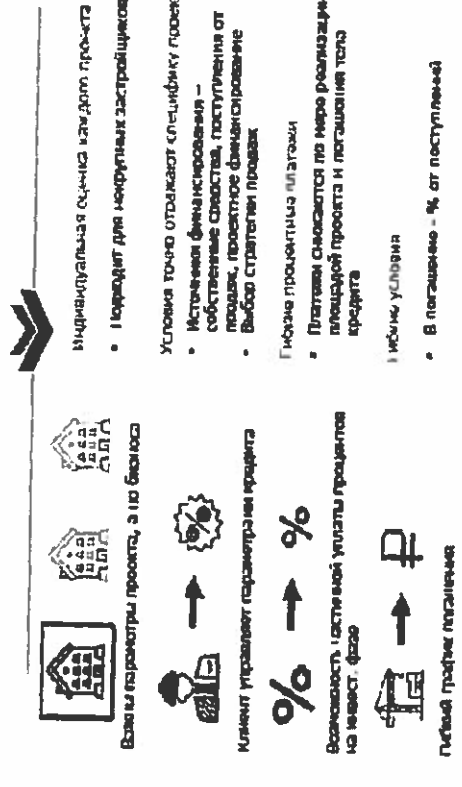 Важны параметры проекта, а не бизнеса
Клиент управляет параметрами кредита
Возможность частичной уплаты процентов
на инвест. фазе
Гибкий график погашения
Индивидуальная оценка каждого проекта
• Подходит для некрупных застройщиков
Условия точно отражают специфику
• Источники финансирования –
собственные средства, поступления от
продаж, проектное финансирование
• Выбор стратегии продаж
Гибкие процентные платежи
• Платежи снижаются по мере реализации
площадей проекта и погашения тела
кредита
Гибкие условия
• В погашение - % от поступлений